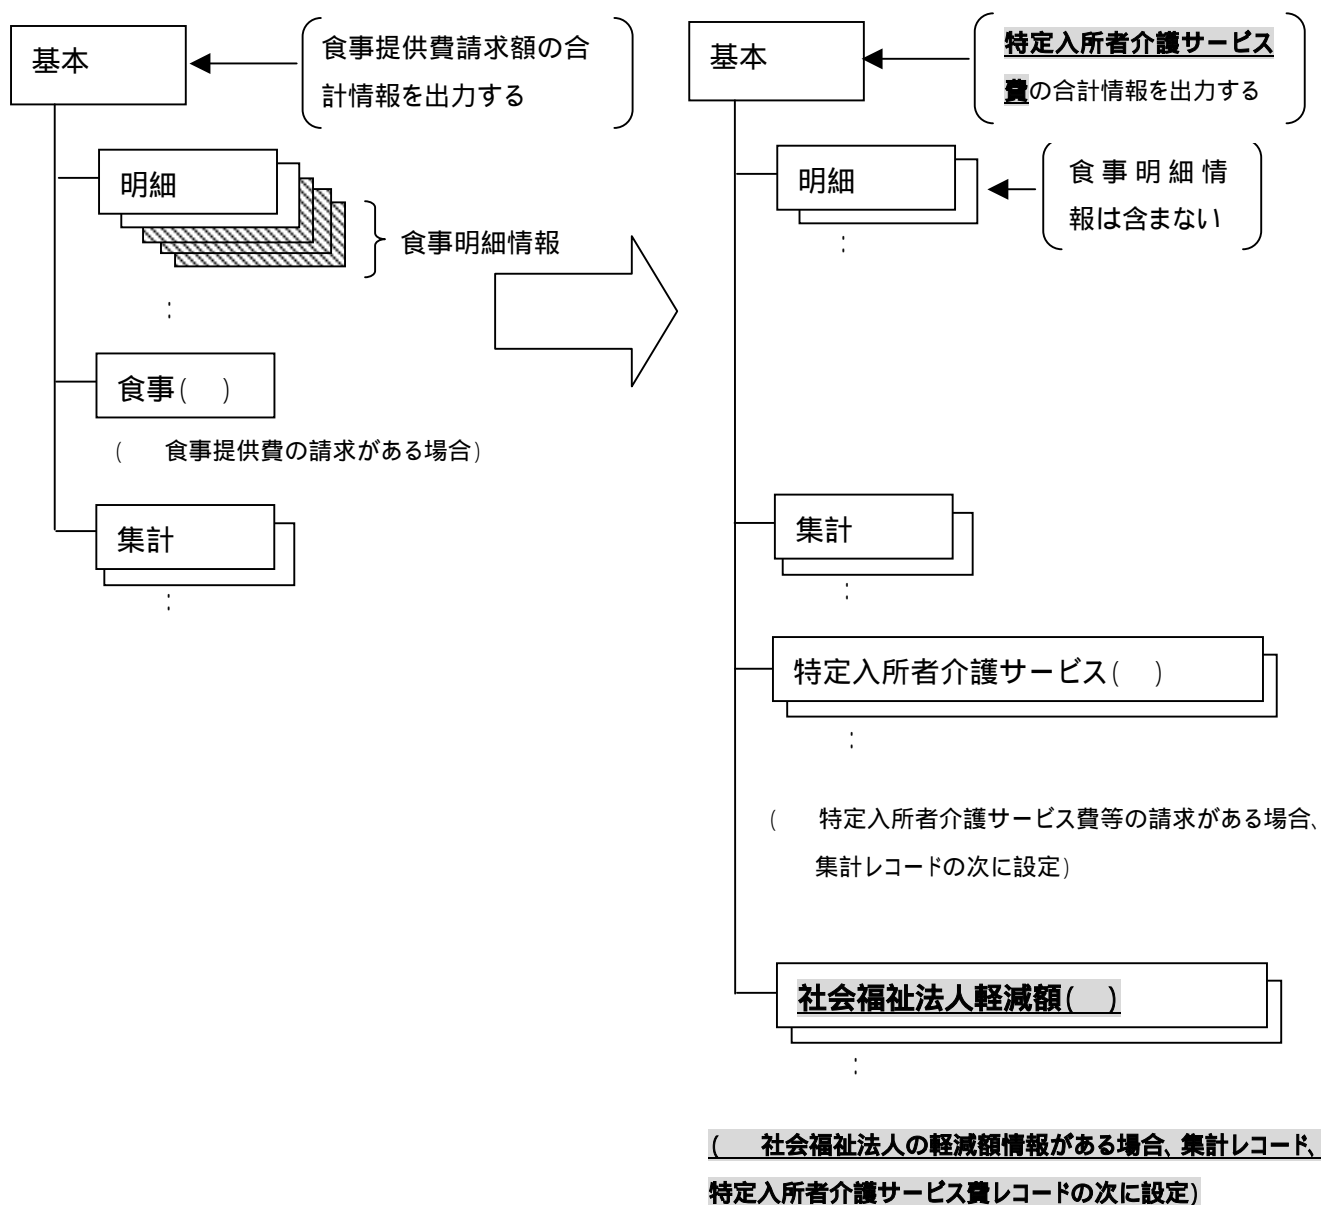 基本
食事提供費請求額の合
計情報を出力する
明細
食事明細情報
:
食事(　)
(　食事提供費の請求がある場合)
集計
:
基本
特定入所者介護サービス
費の合計情報を出力する
明細
食事明細情
報は含まない
:
集計
:
特定入所者介護サービス(　)
:
(　特定入所者介護サービス費等の請求がある場合、
集計レコードの次に設定)
社会福祉法人軽減額(　)
:
(　社会福祉法人の軽減額情報がある場合、集計レコード、
特定入所者介護サービス費レコードの次に設定)